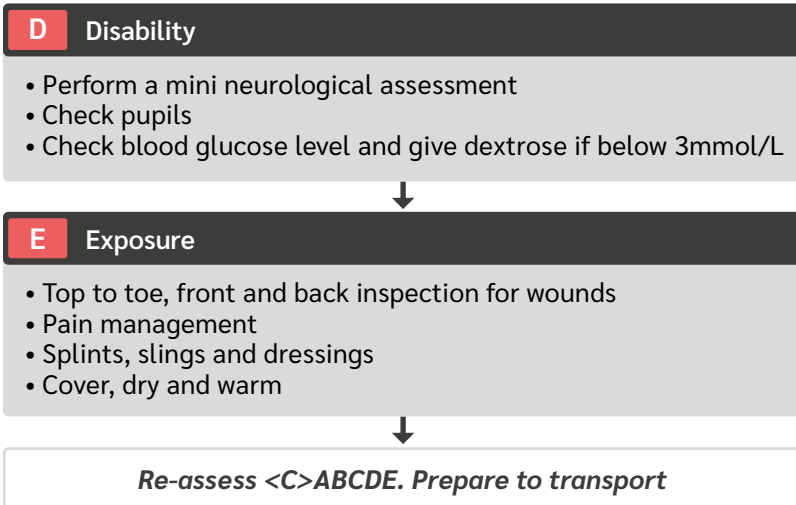 D Disability
• Perform a mini neurological assessment
• Check pupils
• Check blood glucose level and give dextrose if below 3mmol/L
E Exposure
• Top to toe, front and back inspection for wounds
• Pain management
• Splints, slings and dressings
• Cover, dry and warm
Re-assess <C>ABCDE. Prepare to transport